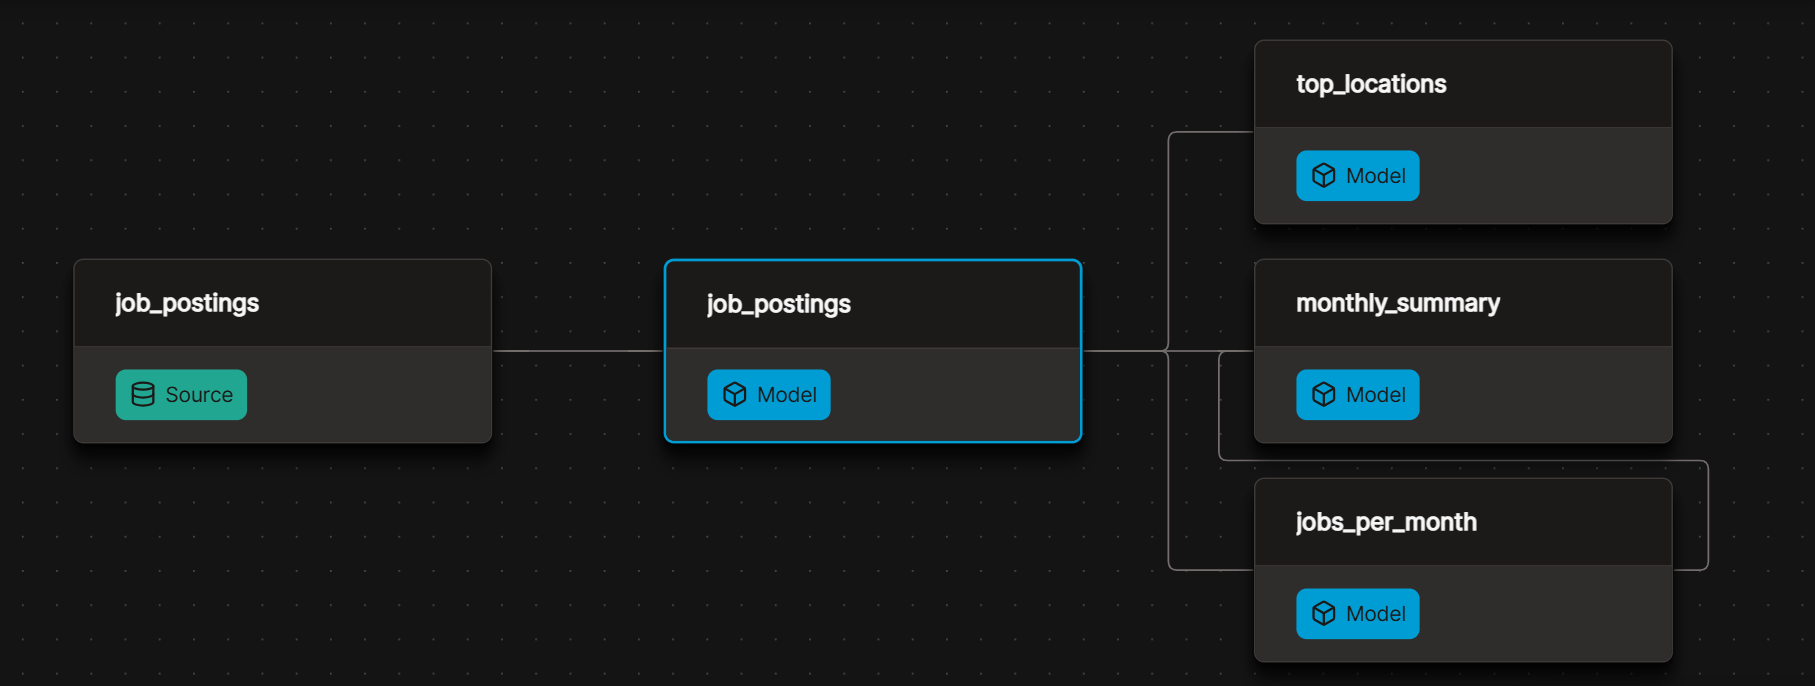 job_postings
Source
job_postings
Model
top_locations
Model
monthly_summary
Model
jobs_per_month
Model